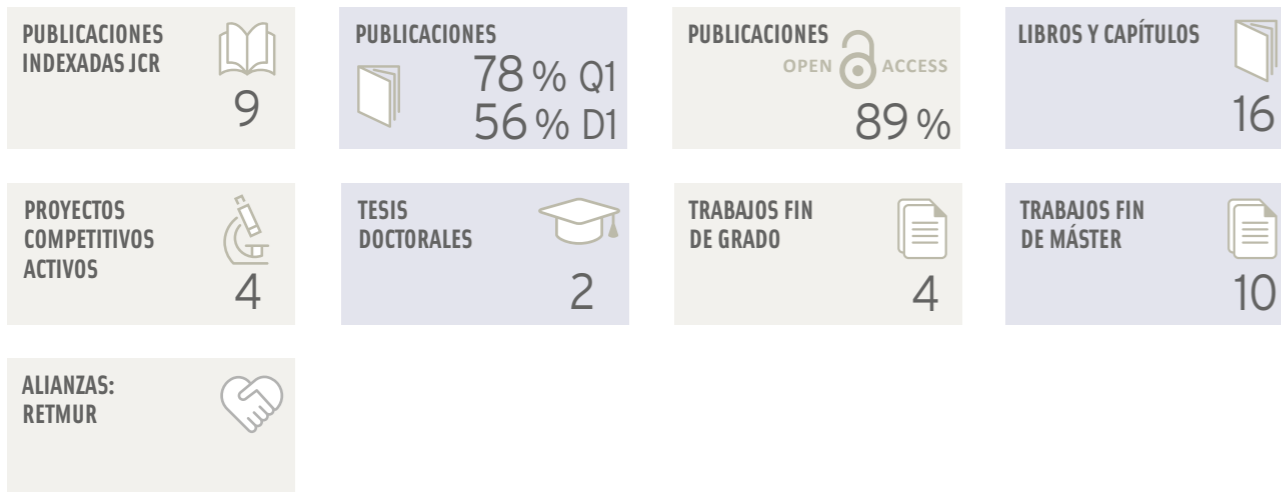 PUBLICACIONES
INDEXADAS JCR
9
PUBLICACIONES
78 % Q1
56 % D1
PUBLICACIONES
OPEN ACCESS
89 %
LIBROS Y CAPÍTULOS
16
PROYECTOS
COMPETITIVOS
ACTIVOS
4
TESIS
DOCTORALES
2
TRABAJOS FIN
DE GRADO
4
TRABAJOS FIN
DE MÁSTER
10
ALIANZAS:
RETMUR